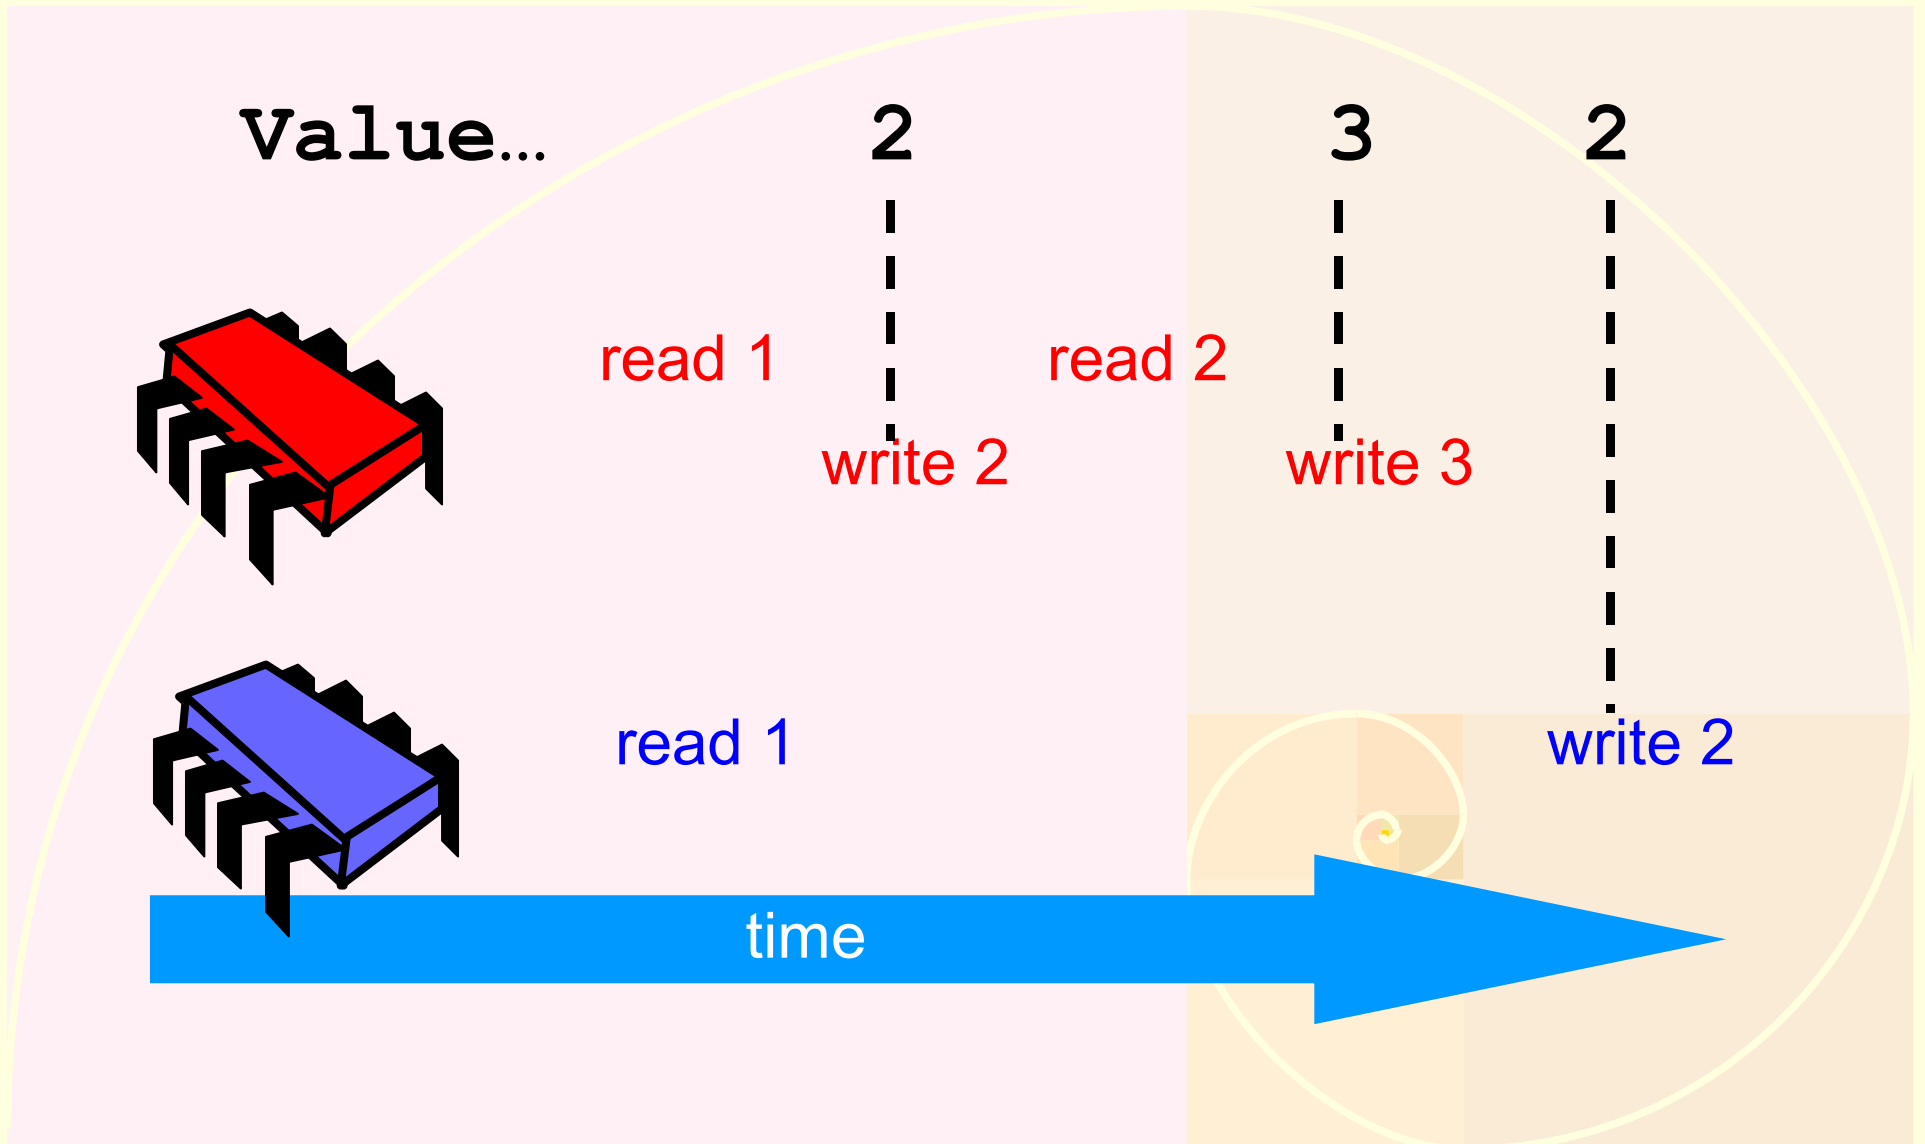 Value… 2 3 2
read 1 read 2
write 2 write 3
read 1 write 2
time